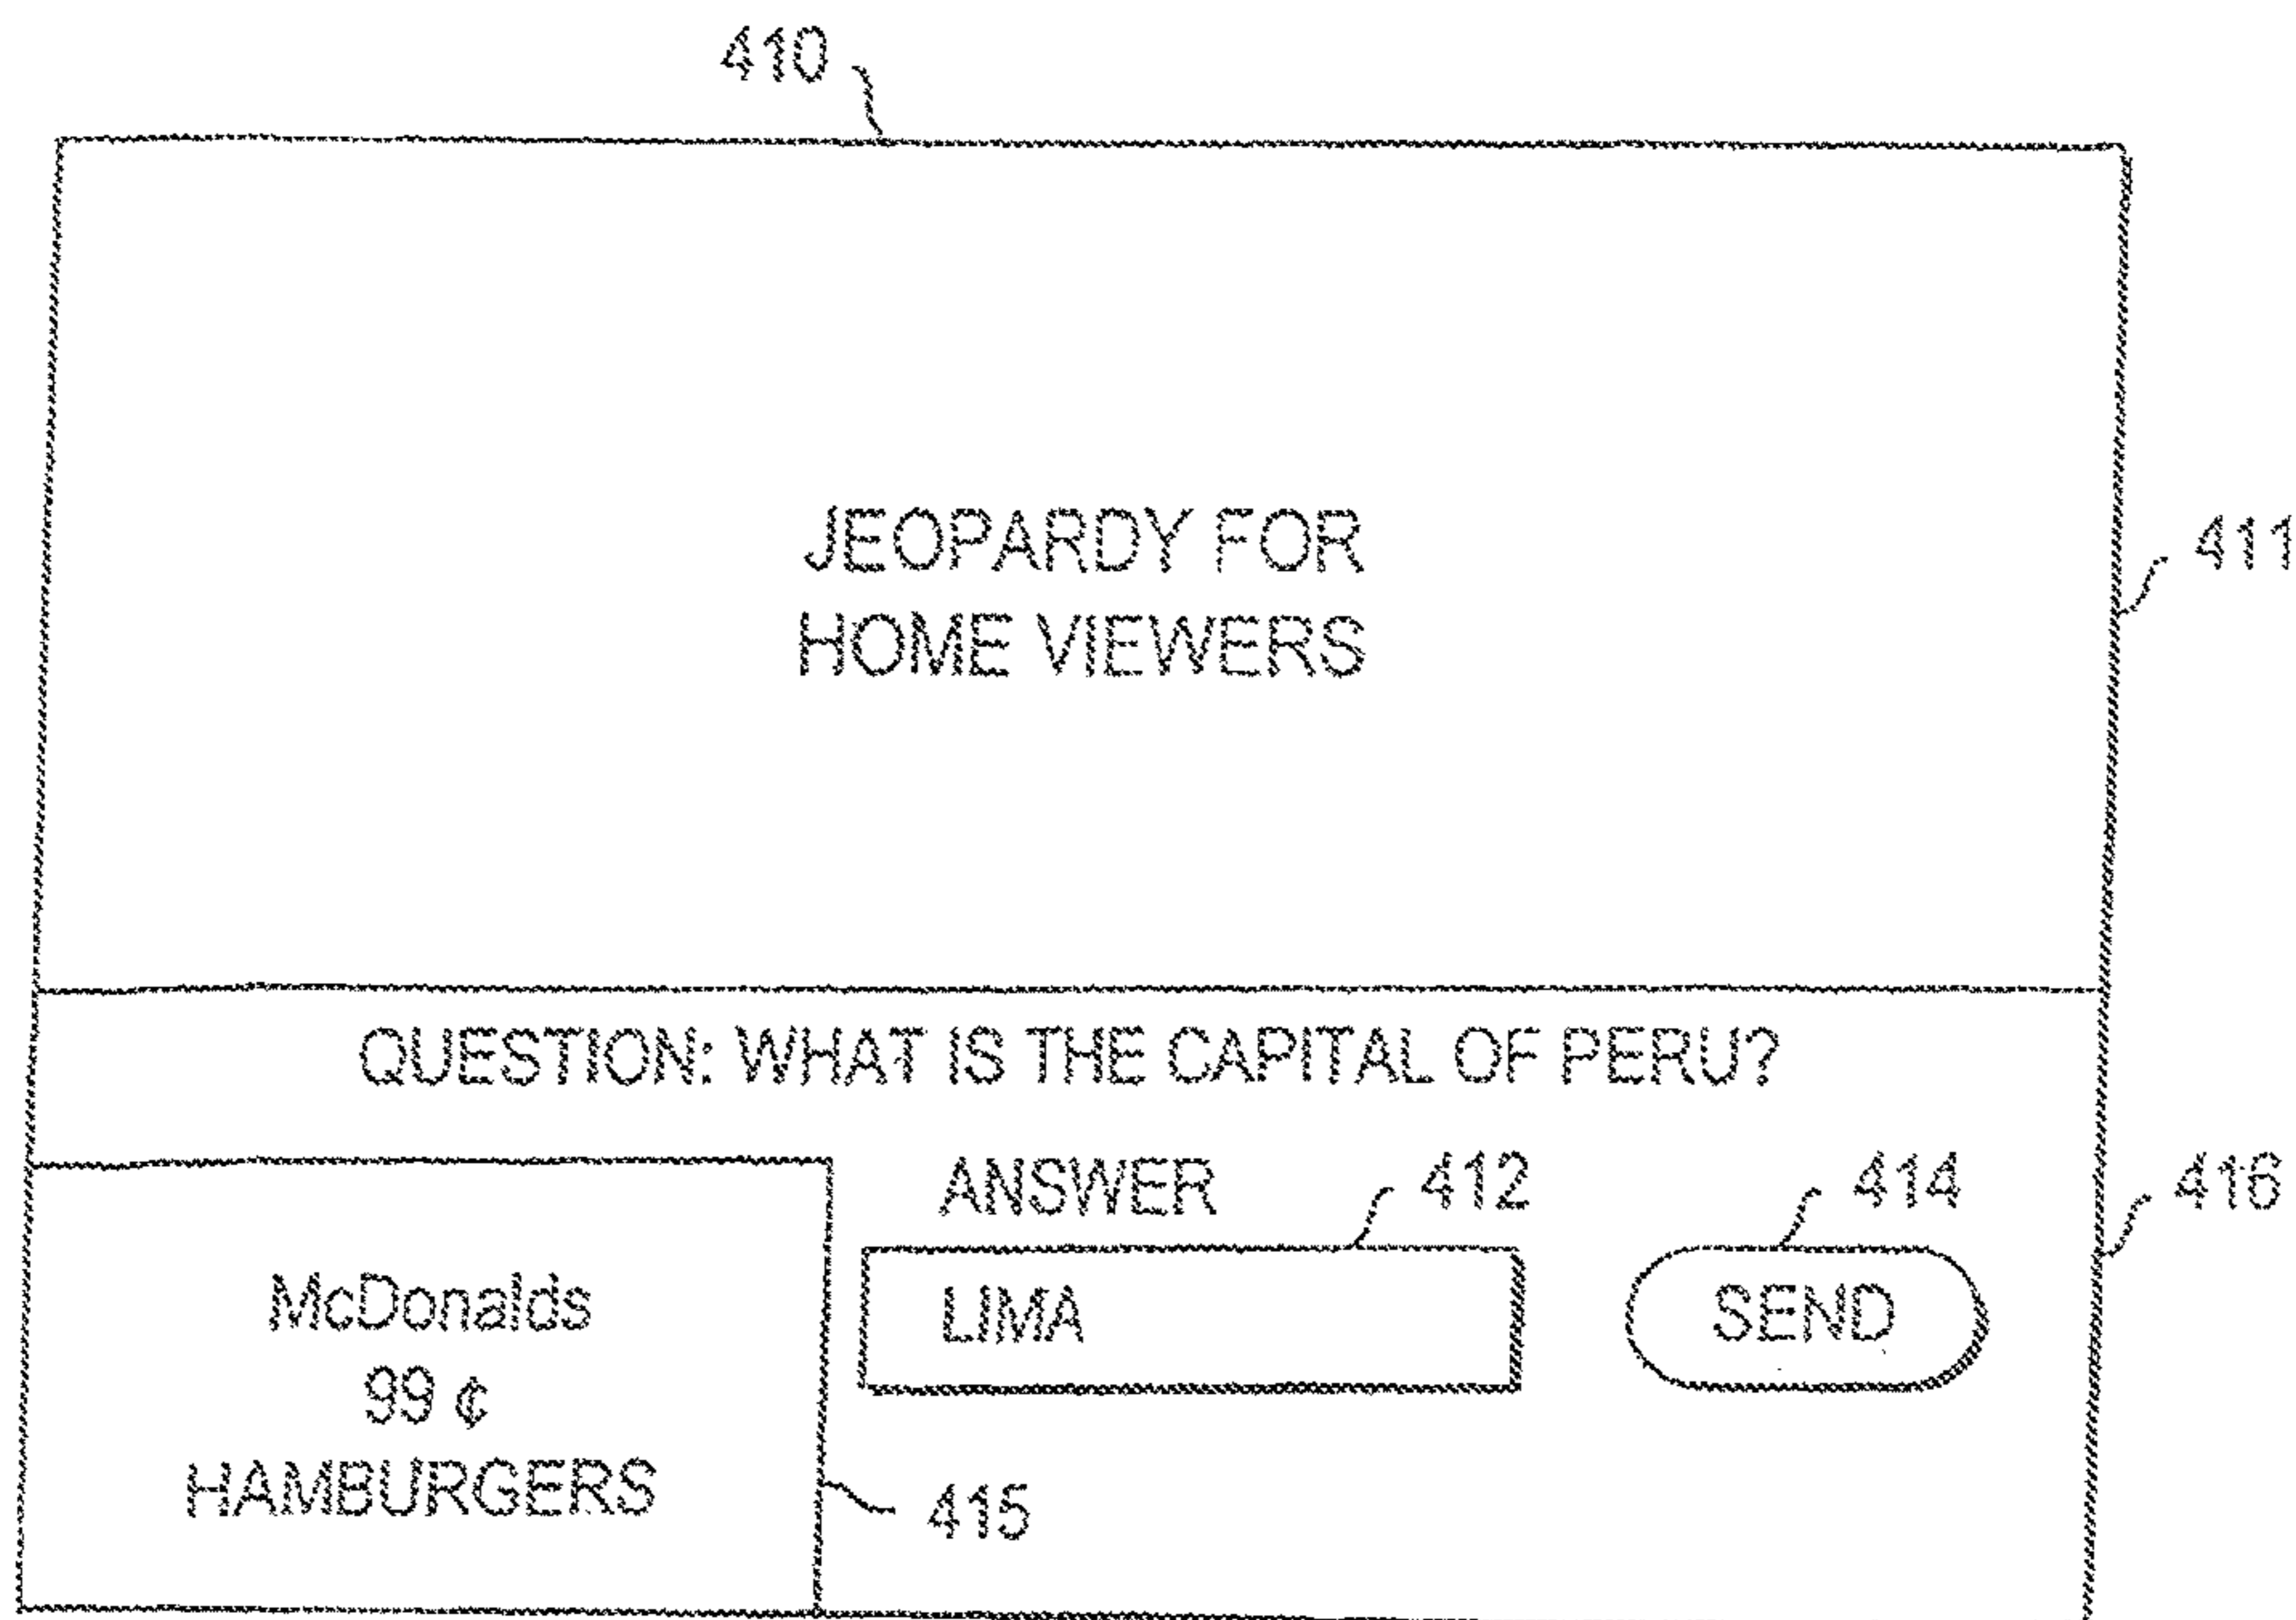 410
JEOPARDY FOR
HOME VIEWERS
411
QUESTION: WHAT IS THE CAPITAL OF PERU?
ANSWER
412
414
416
LIMA
SEND
McDonalds
99 ¢
HAMBURGERS
415